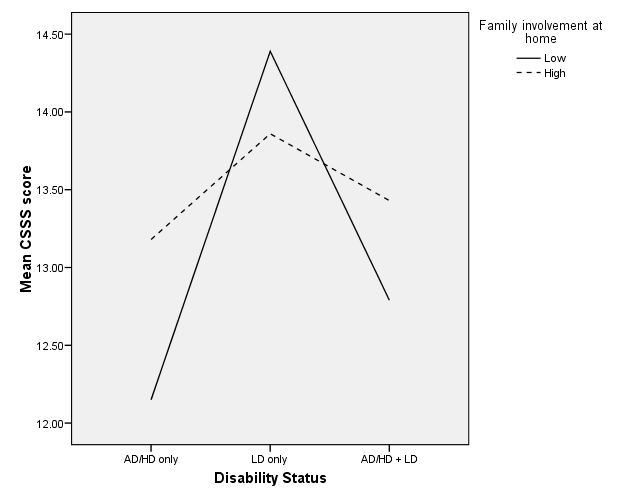 Family involvement at
home
Low
High
Mean CSSS score
14.50
14.00
13.50
13.00
12.50
12.00
AD/HD only
LD only
AD/HD + LD
Disability Status